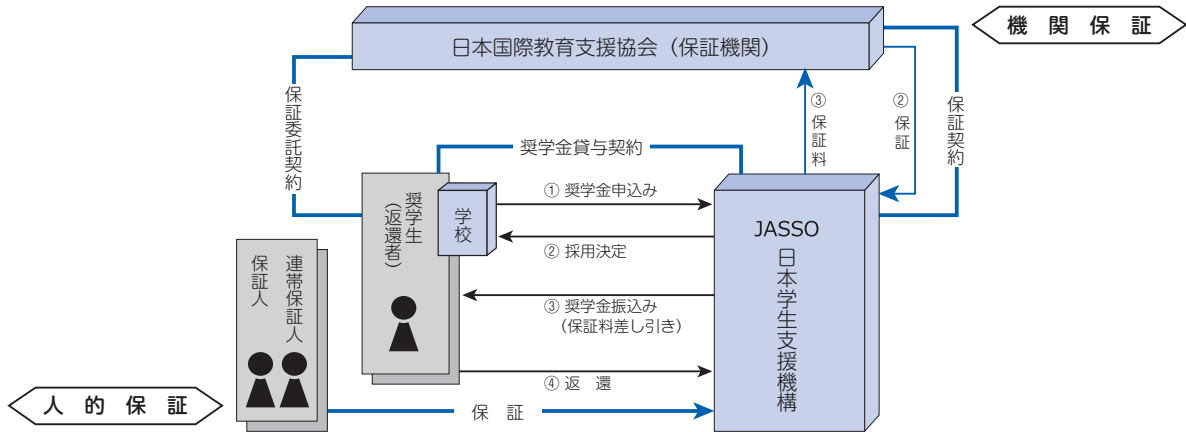 機関保証
日本国際教育支援協会（保証機関）
保証委託契約
③保証料
②保証
保証契約
奨学金貸与契約
奨学生
（返還者）
学校
① 奨学金申込み
② 採用決定
③ 奨学金振込み
（保証料差し引き）
④ 返　還
JASSO
日本学生支援機構
連帯保証人
保証人
人的保証
保　証